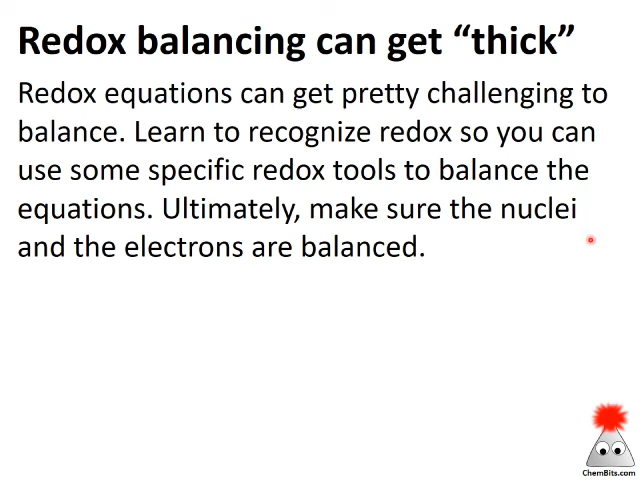 Redox balancing can get “thick”
Redox equations can get pretty challenging to
balance. Learn to recognize redox so you can
use some specific redox tools to balance the
equations. Ultimately, make sure the nuclei
and the electrons are balanced.
ChemBits.com